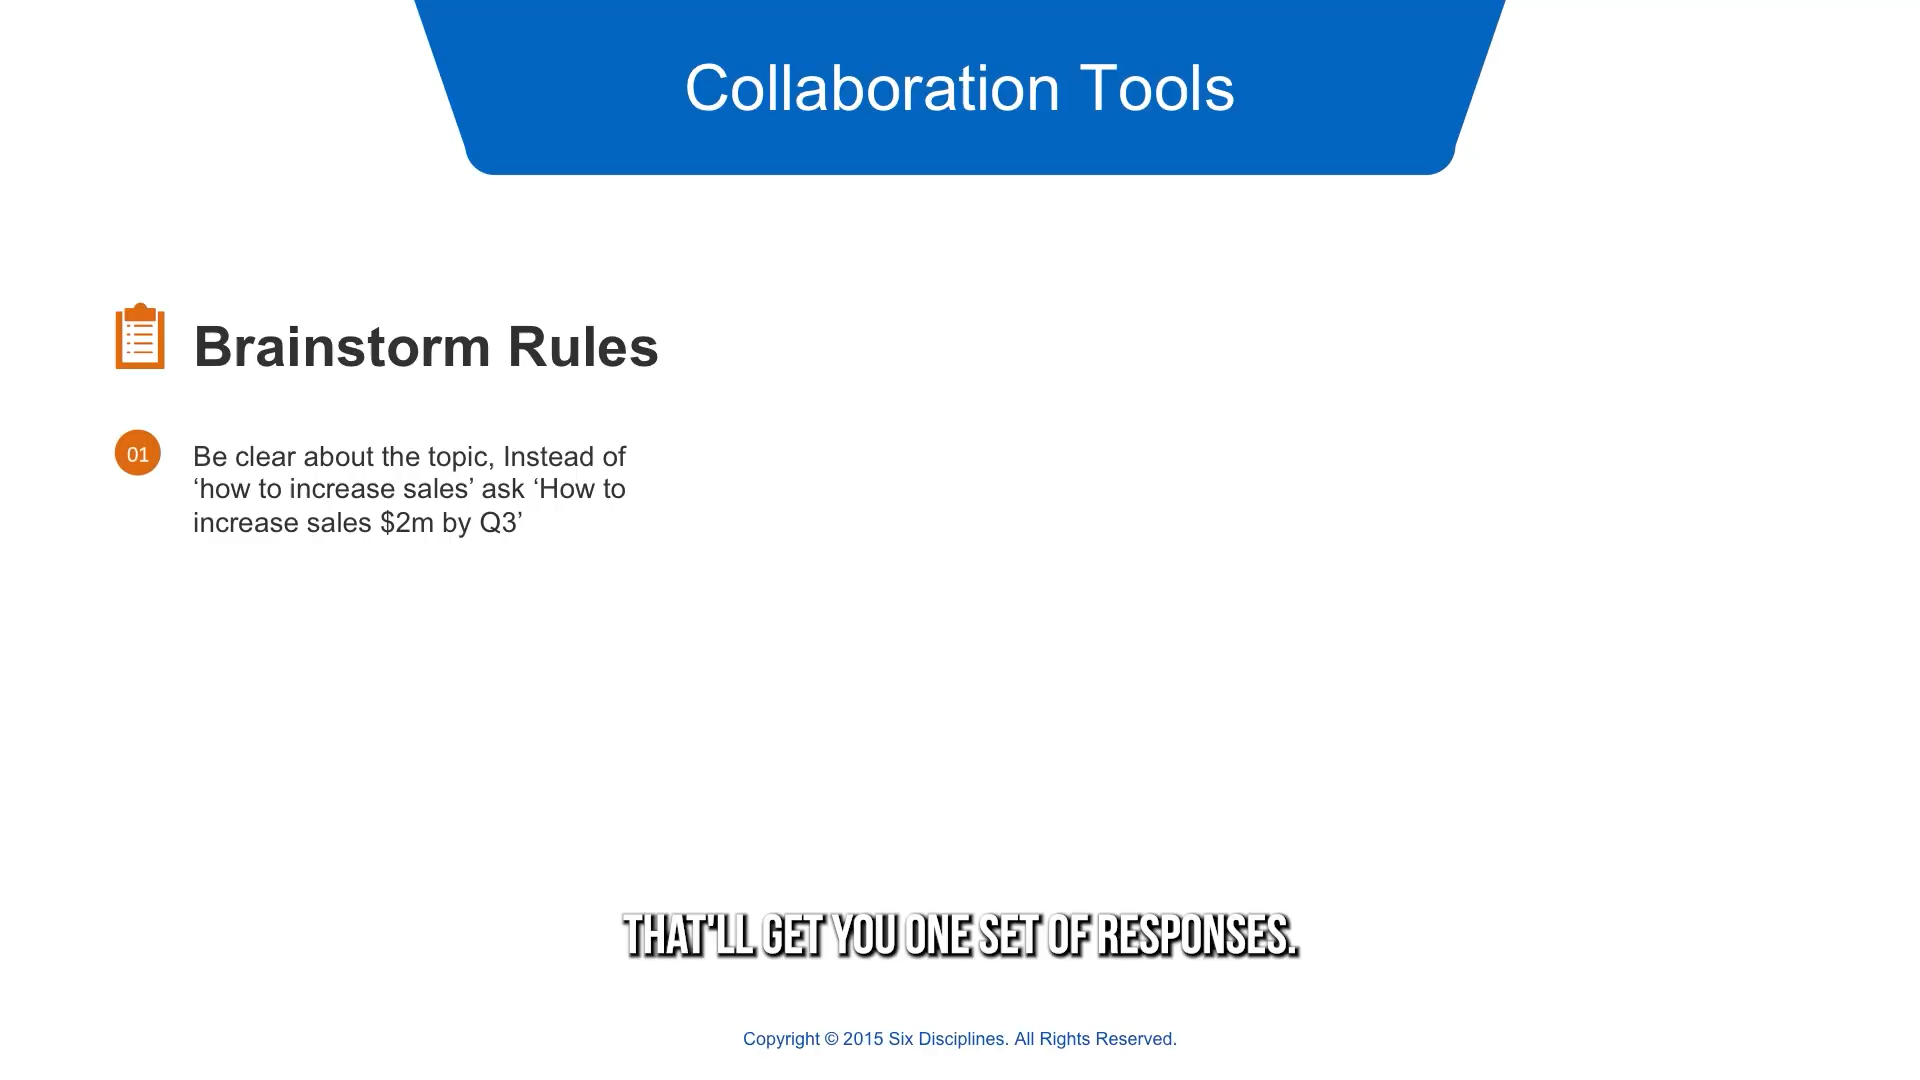 Collaboration Tools
Brainstorm Rules
01
Be clear about the topic, Instead of
‘how to increase sales’ ask ‘How to
increase sales $2m by Q3’
THAT'LL GET YOU ONE SET OF RESPONSES.
Copyright © 2015 Six Disciplines. All Rights Reserved.